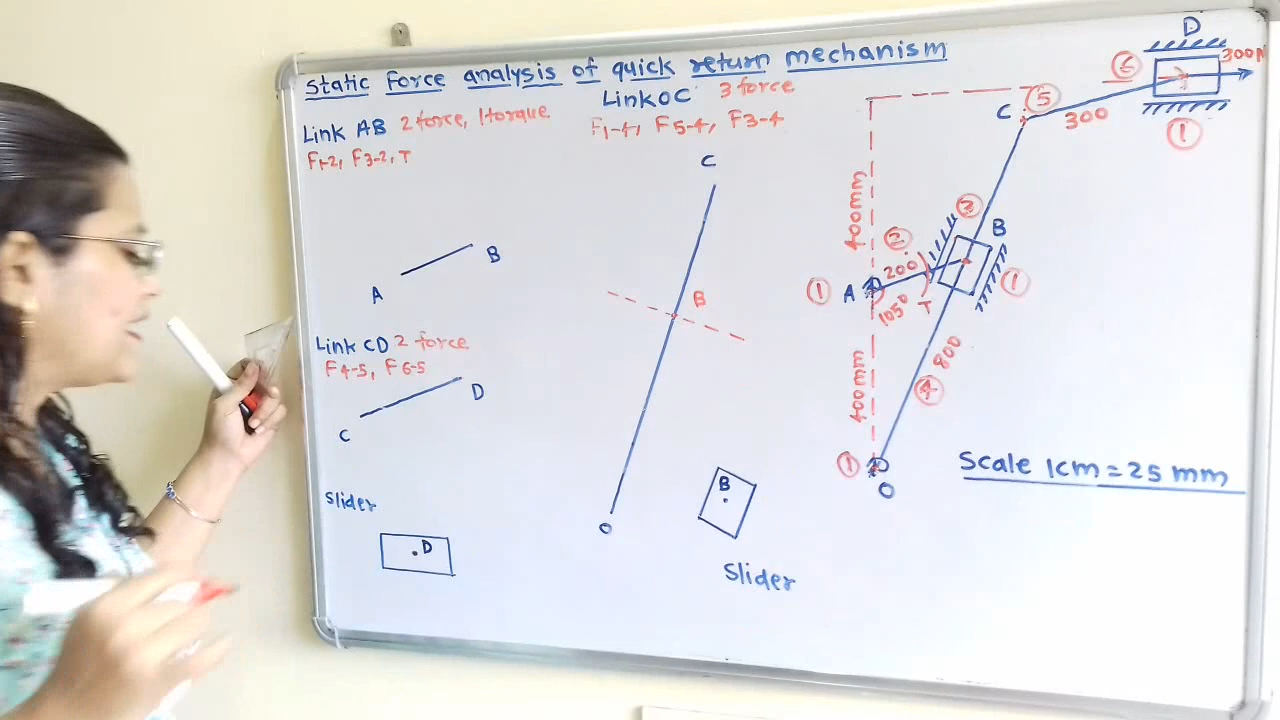 Static Force analysis of quick return mechanism
Link AB 2 force, 1torque
F1-2, F3-2, T
A
B
Link CD 2 force
F4-5, F6-5
C
D
Slider
D
Link OC 3 force
F1-4, F5-4, F3-4
C
B
O
B
Slider
D
300N
6
5
C
300
1
400mm
3
B
2
200
1
A
105°
T
1
400mm
800
4
1
O
Scale 1cm = 25 mm